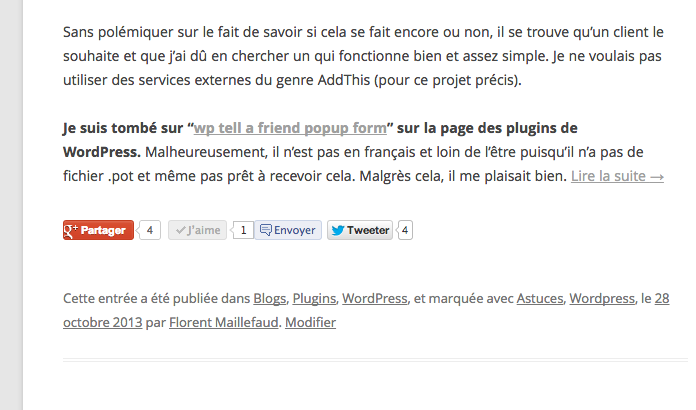 Sans polémiquer sur le fait de savoir si cela se fait encore ou non, il se trouve qu’un client le
souhaite et que j’ai dû en chercher un qui fonctionne bien et assez simple. Je ne voulais pas
utiliser des services externes du genre AddThis (pour ce projet précis).
Je suis tombé sur “wp tell a friend popup form” sur la page des plugins de
WordPress. Malheureusement, il n’est pas en français et loin de l’être puisqu’il n’a pas de
fichier .pot et même pas prêt à recevoir cela. Malgrès cela, il me plaisait bien. Lire la suite →
g+ Partager 4 J'aime 1 Envoyer Tweeter 4
Cette entrée a été publiée dans Blogs, Plugins, WordPress, et marquée avec Astuces, Wordpress, le 28
octobre 2013 par Florent Maillefaud. Modifier